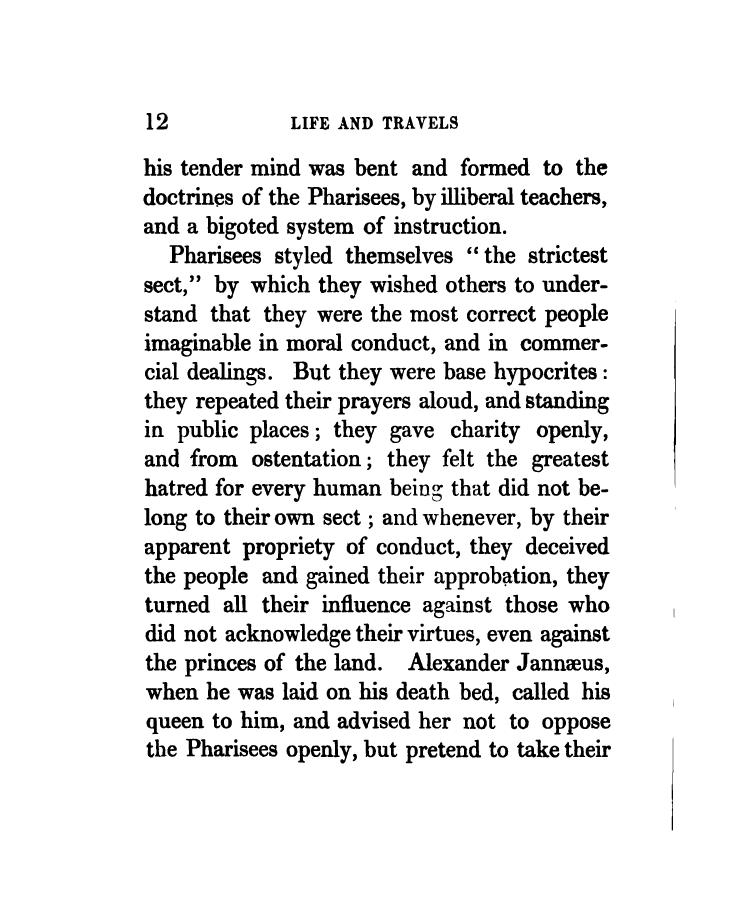 12 LIFE AND TRAVELS
his tender mind was bent and formed to the
doctrines of the Pharisees, by illiberal teachers,
and a bigoted system of instruction.
Pharisees styled themselves “the strictest
sect,” by which they wished others to under-
stand that they were the most correct people
imaginable in moral conduct, and in commer-
cial dealings. But they were base hypocrites :
they repeated their prayers aloud, and standing
in public places ; they gave charity openly,
and from ostentation ; they felt the greatest
hatred for every human being that did not be-
long to their own sect ; and whenever, by their
apparent propriety of conduct, they deceived
the people and gained their approbation, they
turned all their influence against those who
did not acknowledge their virtues, even against
the princes of the land. Alexander Jannæus,
when he was laid on his death bed, called his
queen to him, and advised her not to oppose
the Pharisees openly, but pretend to take their